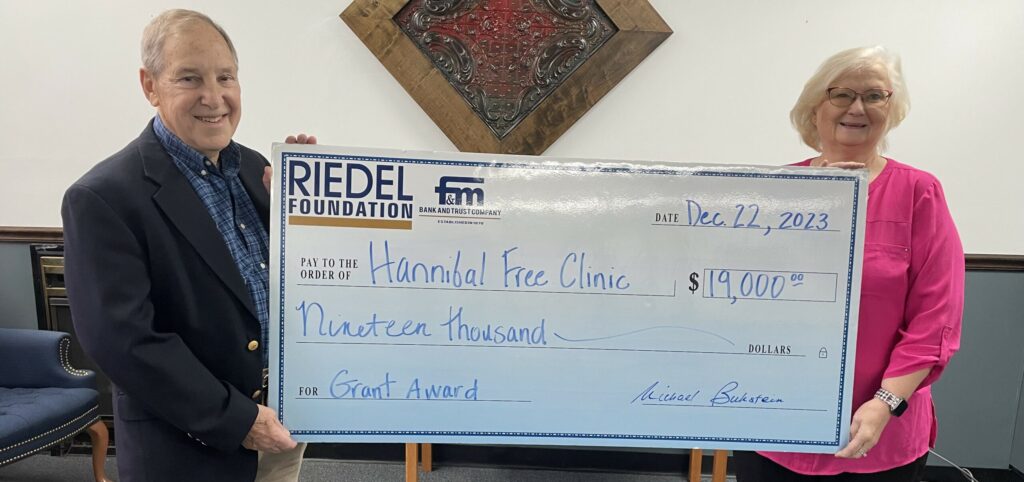 RIEDEL
FOUNDATION
f&m
BANK AND TRUST COMPANY
DATE Dec. 22, 2023
PAY TO THE
ORDER OF Hannibal Free Clinic $ 19,000.00
Nineteen thousand DOLLARS
FOR Grant Award Michael